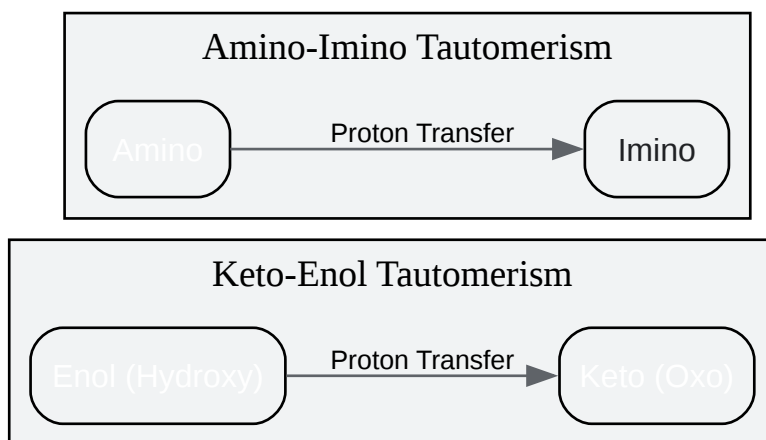 Amino-Imino Tautomerism
Amino
Proton Transfer
Imino
Keto-Enol Tautomerism
Enol (Hydroxy)
Proton Transfer
Keto (Oxo)